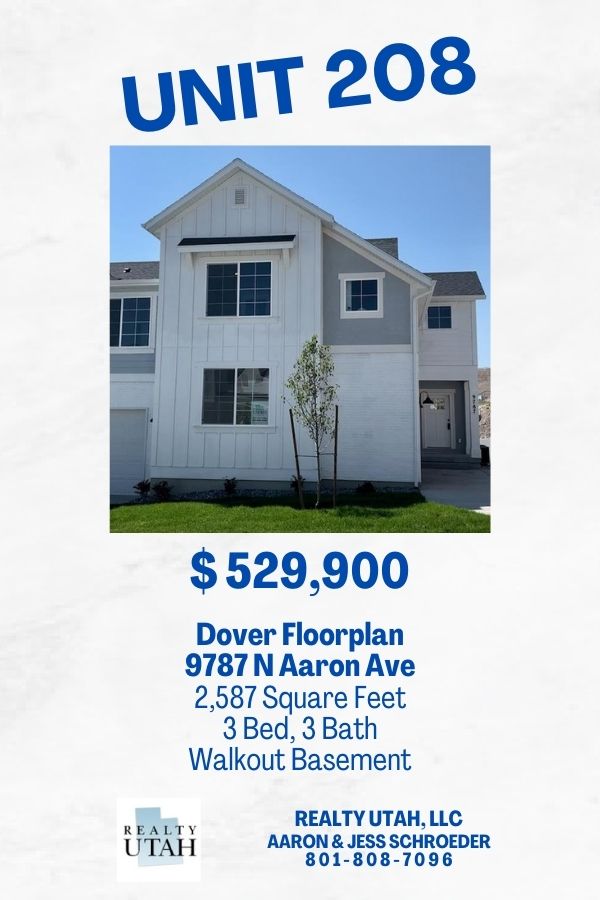 UNIT 208
9787
$ 529,900
Dover Floorplan
9787 N Aaron Ave
2,587 Square Feet
3 Bed, 3 Bath
Walkout Basement
REALTY
UTAH
REALTY UTAH, LLC
AARON & JESS SCHROEDER
801-808-7096